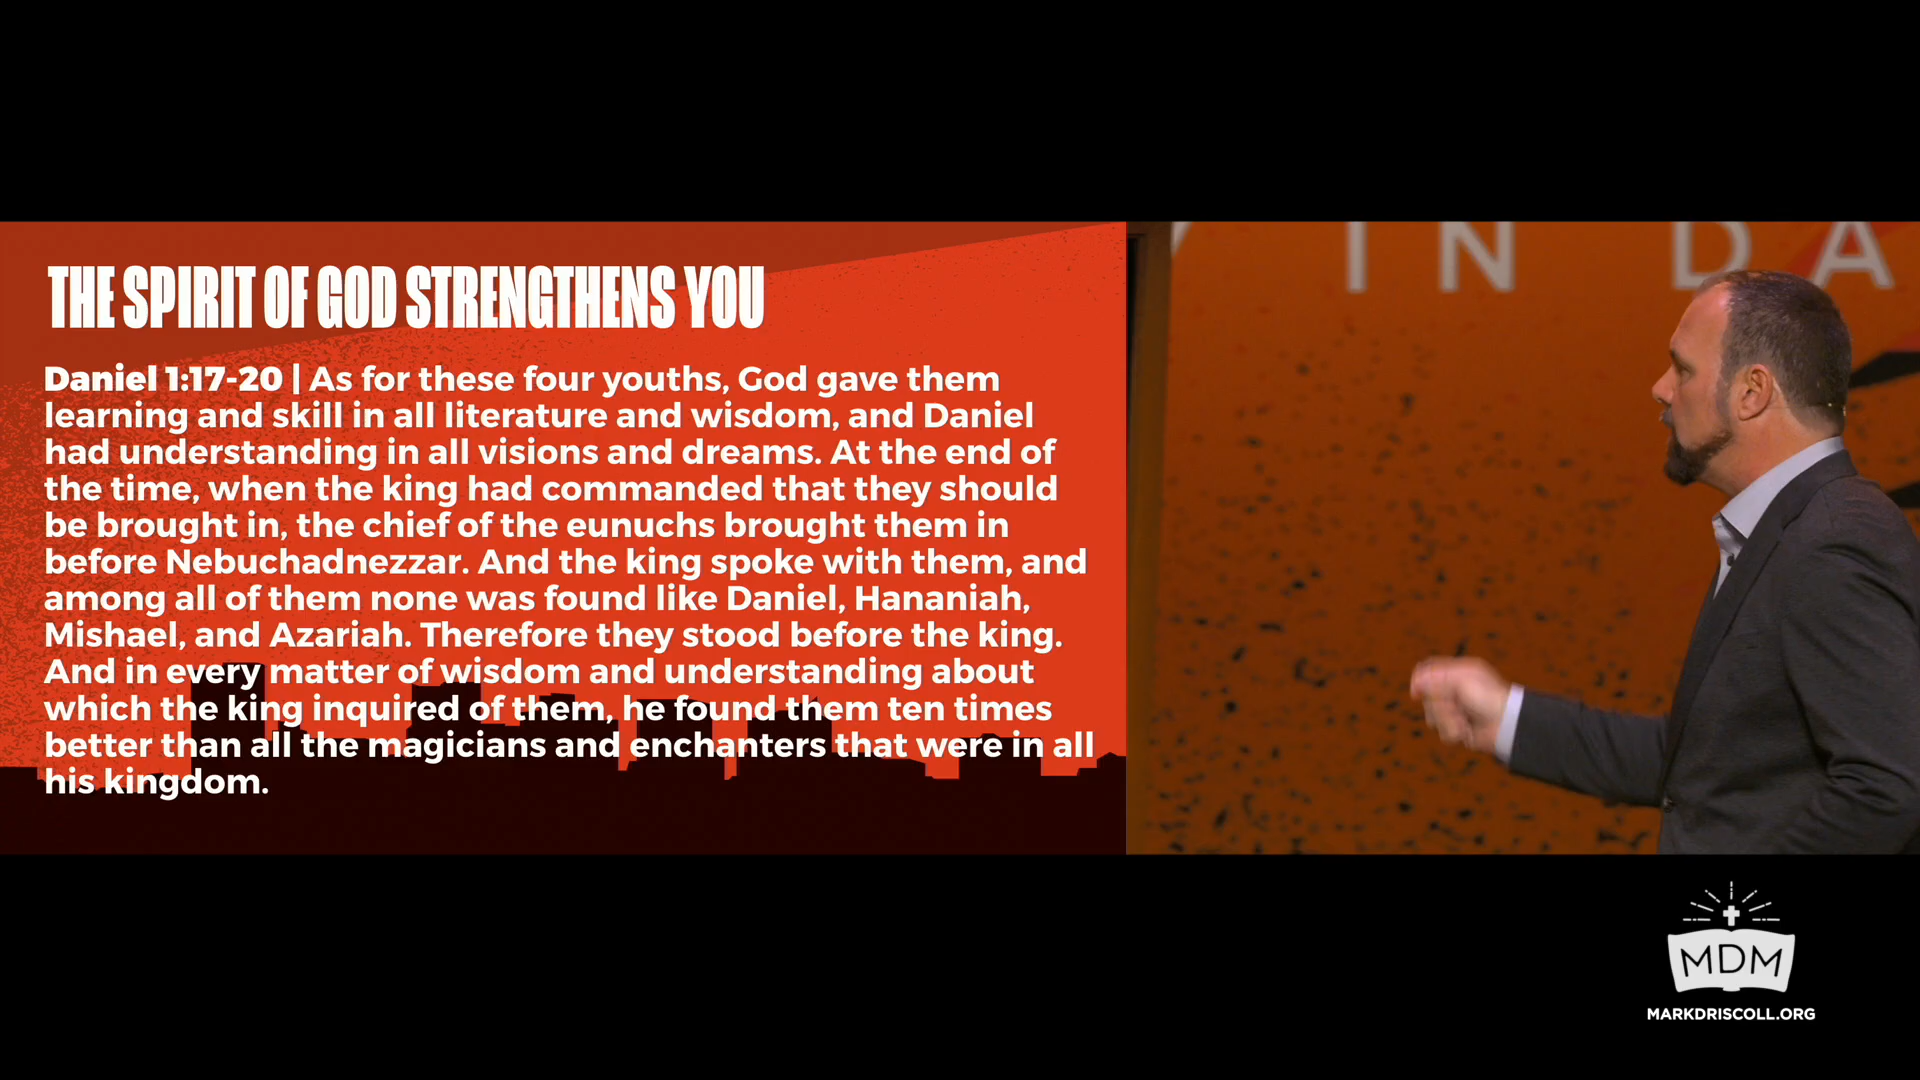 THE SPIRIT OF GOD STRENGTHENS YOU
Daniel 1:17-20 | As for these four youths, God gave them
learning and skill in all literature and wisdom, and Daniel
had understanding in all visions and dreams. At the end of
the time, when the king had commanded that they should
be brought in, the chief of the eunuchs brought them in
before Nebuchadnezzar. And the king spoke with them, and
among all of them none was found like Daniel, Hananiah,
Mishael, and Azariah. Therefore they stood before the king.
And in every matter of wisdom and understanding about
which the king inquired of them, he found them ten times
better than all the magicians and enchanters that were in all
his kingdom.
IN DA
MDM
MARKDRISCOLL.ORG